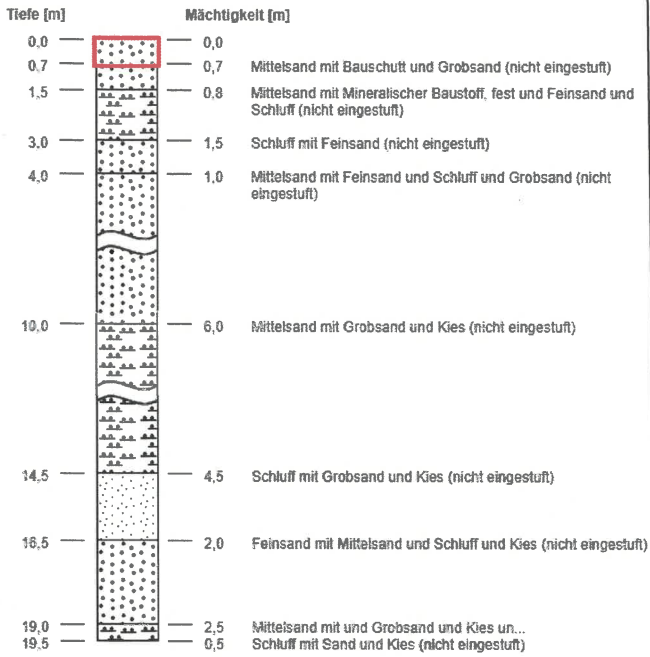 Tiefe [m] Mächtigkeit [m]
0,0 0,0
0,7 0,7 Mittelsand mit Bauschutt und Grobsand (nicht eingestuft)
1,5 0,8 Mittelsand mit Mineralischer Baustoff, fest und Feinsand und
Schluff (nicht eingestuft)
3,0 1,5 Schluff mit Feinsand (nicht eingestuft)
4,0 1,0 Mittelsand mit Feinsand und Schluff und Grobsand (nicht
eingestuft)
10,0 6,0 Mittelsand mit Grobsand und Kies (nicht eingestuft)
14,5 4,5 Schluff mit Grobsand und Kies (nicht eingestuft)
16,5 2,0 Feinsand mit Mittelsand und Schluff und Kies (nicht eingestuft)
19,0 2,5 Mittelsand mit und Grobsand und Kies un...
19,5 0,5 Schluff mit Sand und Kies (nicht eingestuft)